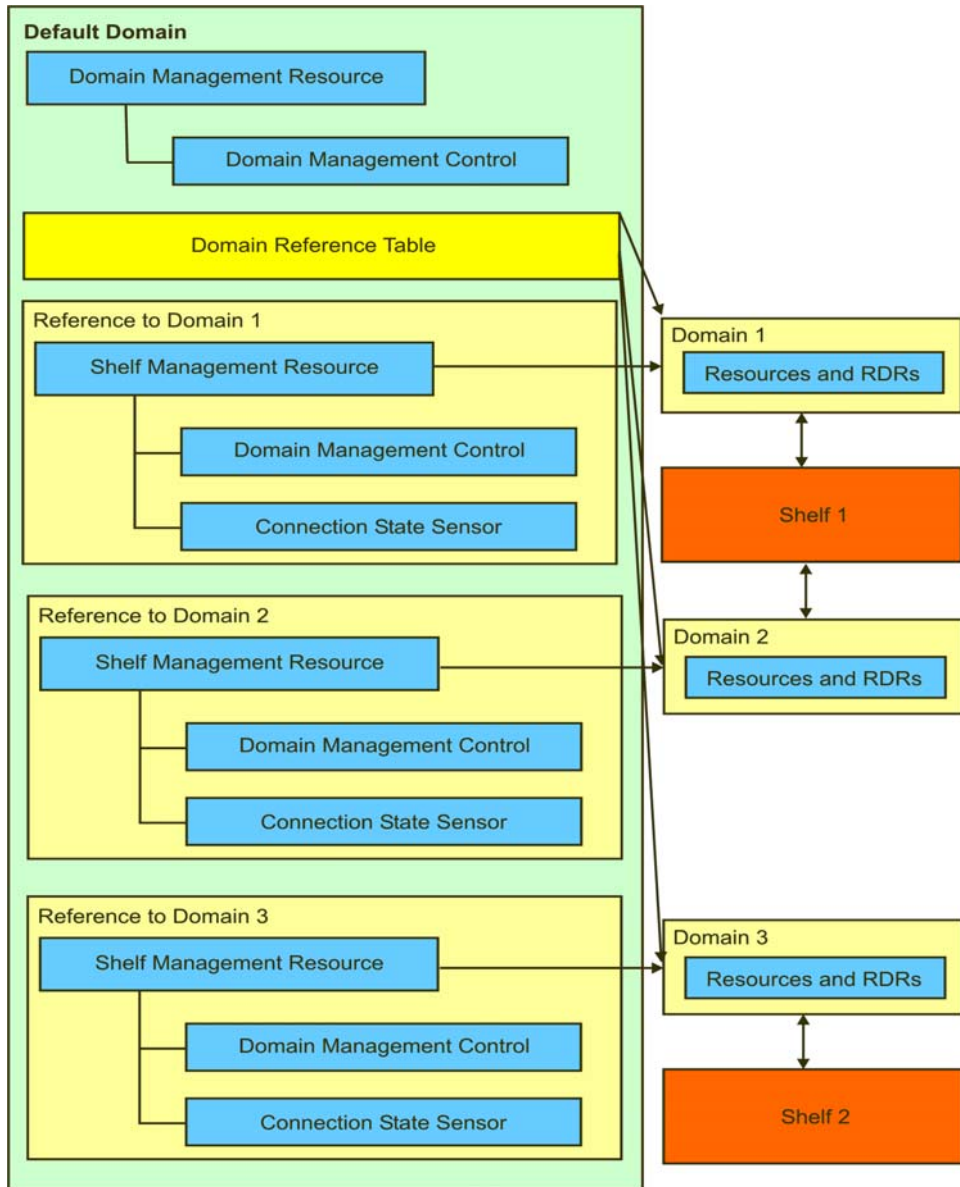 Default Domain
Domain Management Resource
Domain Management Control
Domain Reference Table
Reference to Domain 1
Shelf Management Resource
Domain Management Control
Connection State Sensor
Domain 1
Resources and RDRs
Shelf 1
Reference to Domain 2
Shelf Management Resource
Domain Management Control
Connection State Sensor
Domain 2
Resources and RDRs
Reference to Domain 3
Shelf Management Resource
Domain Management Control
Connection State Sensor
Domain 3
Resources and RDRs
Shelf 2